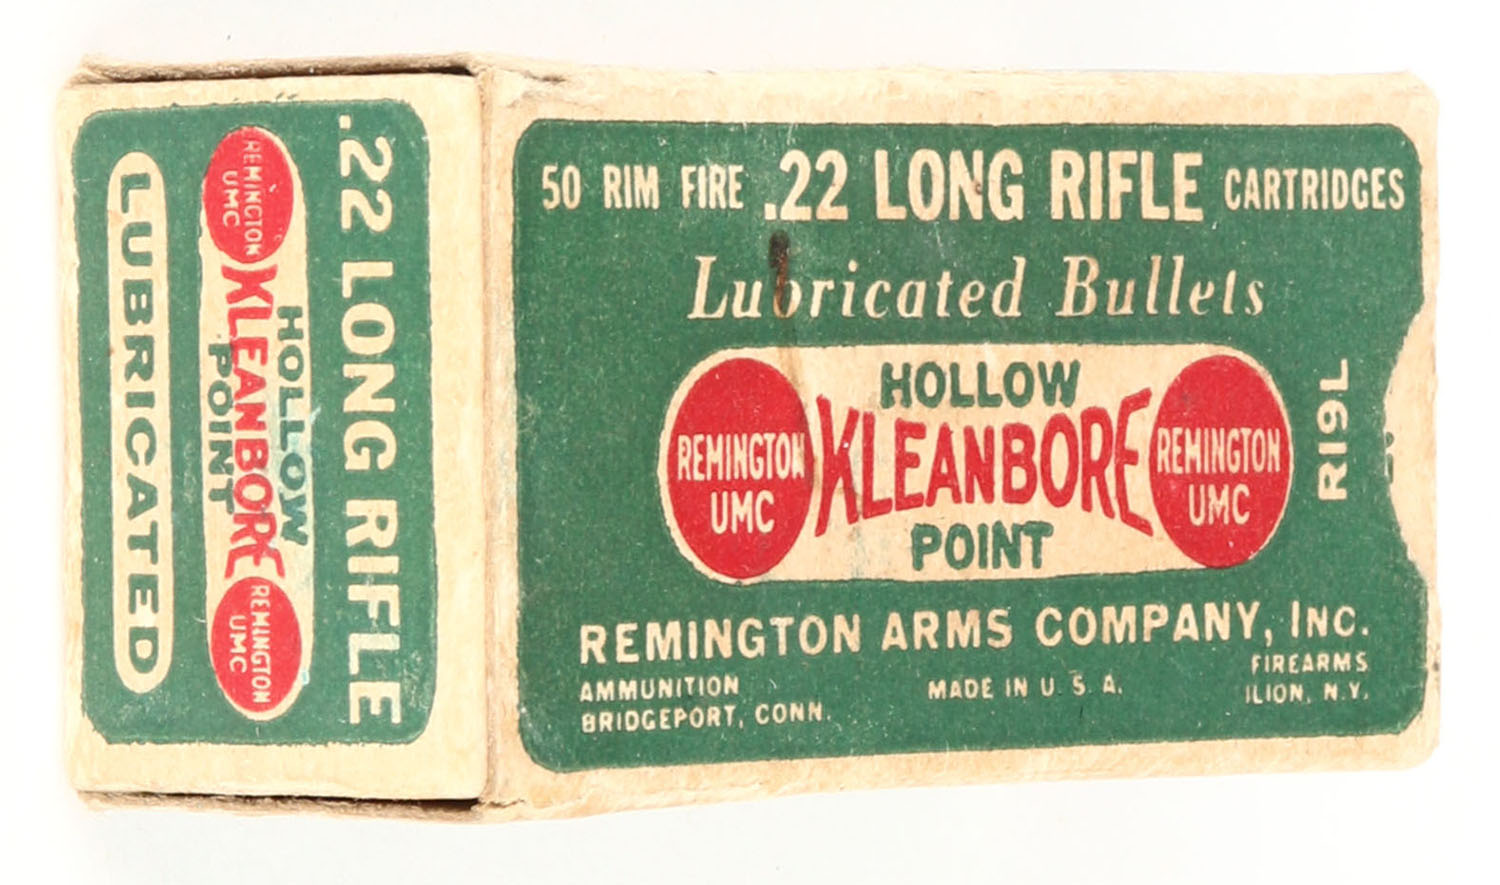 .22 LONG RIFLE
HOLLOW
REMINGTON
UMC
KLEANBORE
REMINGTON
UMC
POINT
LUBRICATED
50 RIM FIRE .22 LONG RIFLE CARTRIDGES
Lubricated Bullets
HOLLOW
REMINGTON
UMC
KLEANBORE
REMINGTON
UMC
POINT
R19L
REMINGTON ARMS COMPANY, INC.
AMMUNITION
BRIDGEPORT, CONN.
MADE IN U. S. A.
FIREARMS
ILION, N.Y.